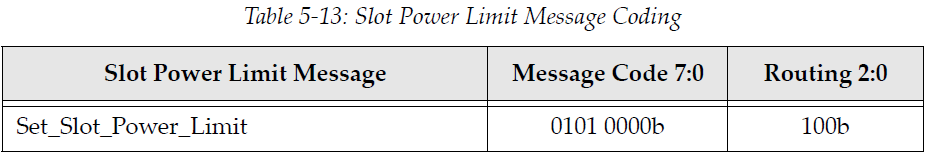 Table 5-13: Slot Power Limit Message Coding
Slot Power Limit Message Message Code 7:0 Routing 2:0
Set_Slot_Power_Limit 0101 0000b 100b